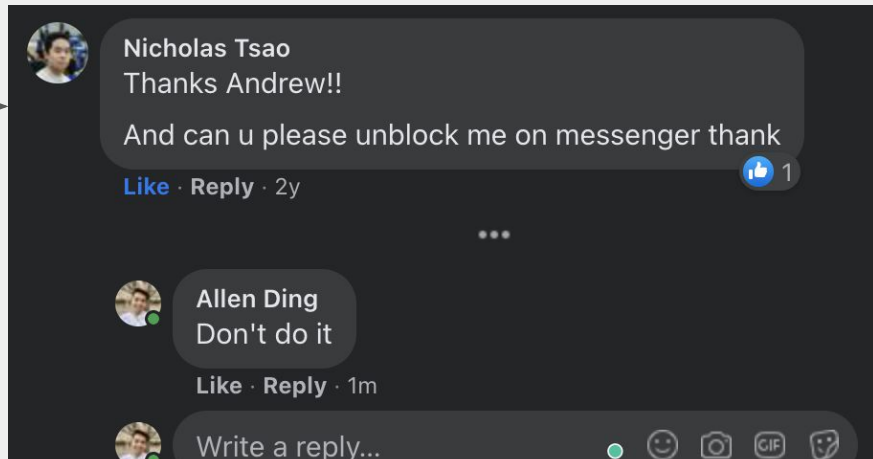 Nicholas Tsao
Thanks Andrew!!
And can u please unblock me on messenger thank
1
Like · Reply · 2y
Allen Ding
Don't do it
Like · Reply · 1m
Write a reply...
GIF